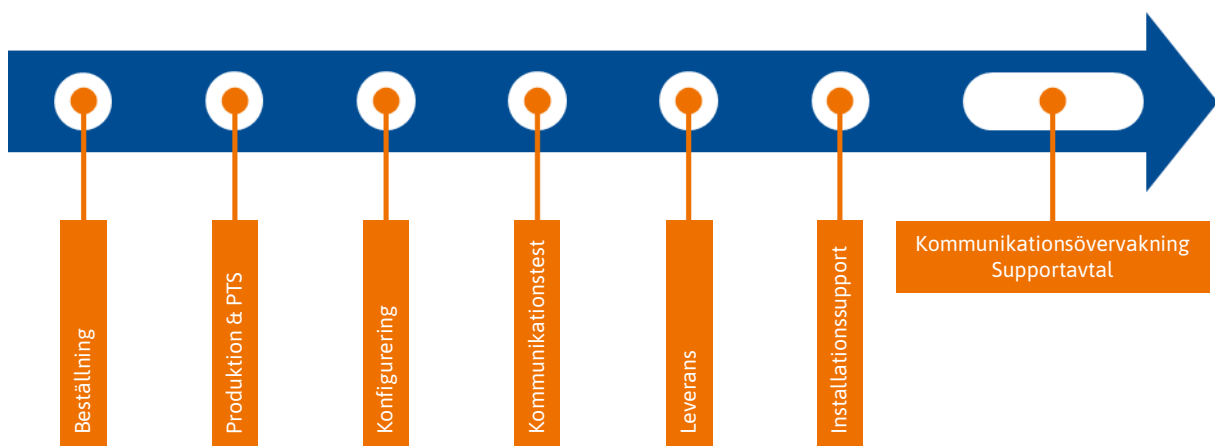 Beställning
Produktion & PTS
Konfigurering
Kommunikationstest
Leverans
Installationssupport
Kommunikationsövervakning
Supportavtal